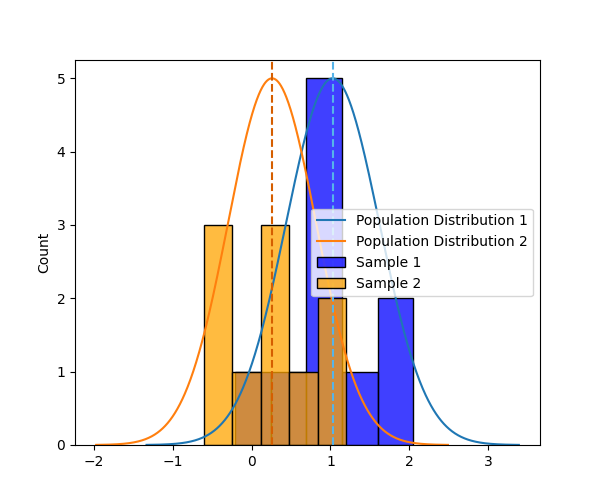 5
4
3
2
1
0
Count
Population Distribution 1
Population Distribution 2
Sample 1
Sample 2
−2 −1 0 1 2 3